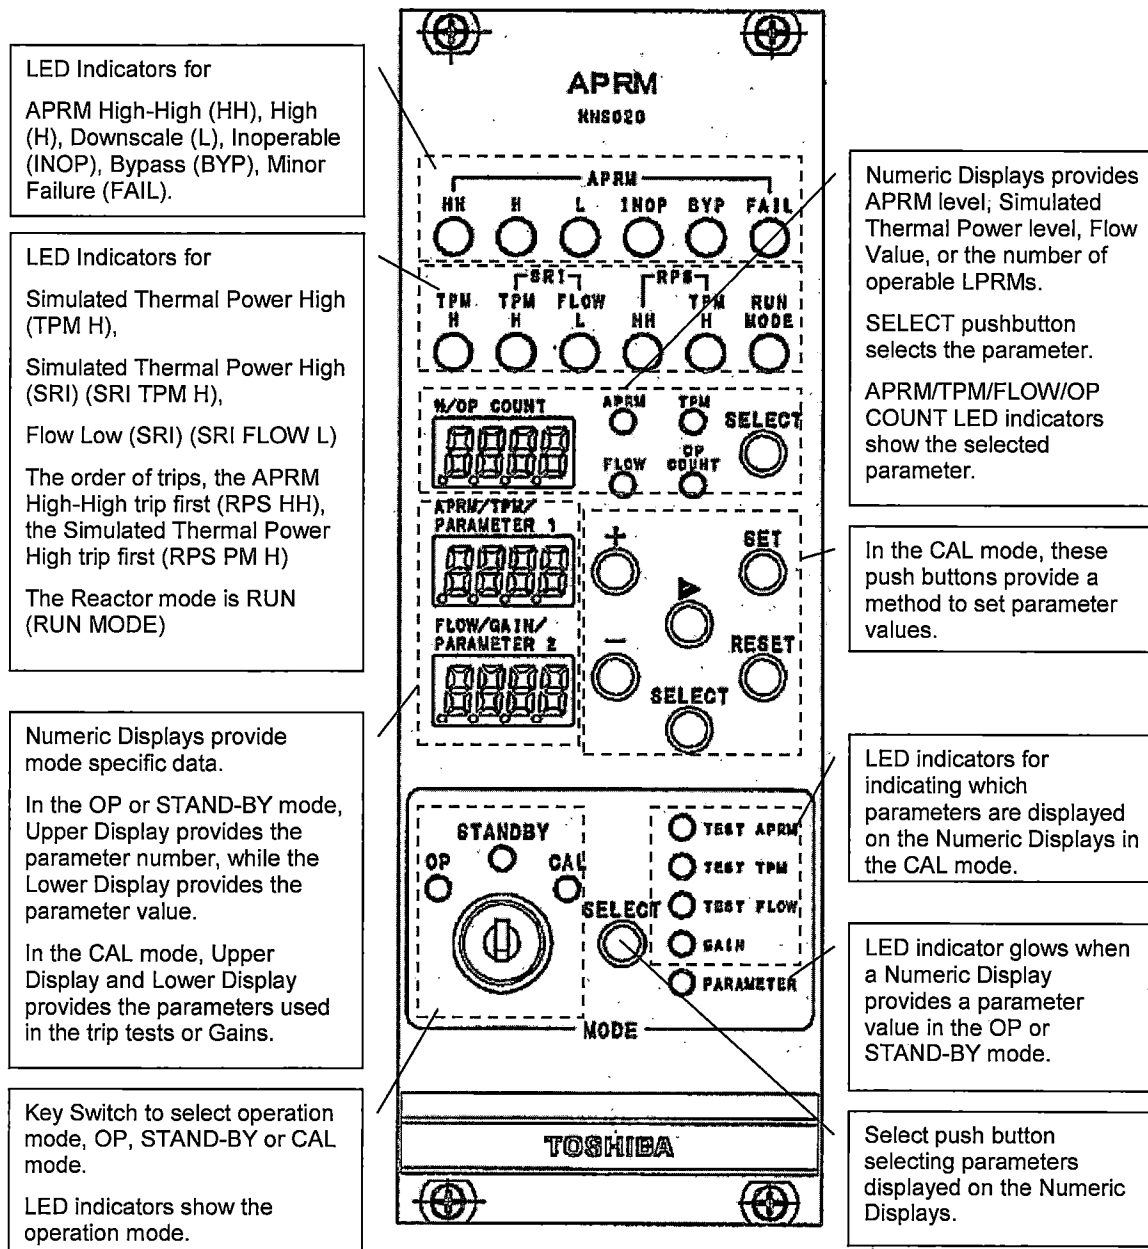 LED Indicators for
APRM High-High (HH), High
(H), Downscale (L), Inoperable
(INOP), Bypass (BYP), Minor
Failure (FAIL).
LED Indicators for
Simulated Thermal Power High
(TPM H),
Simulated Thermal Power High
(SRI) (SRI TPM H),
Flow Low (SRI) (SRI FLOW L)
The order of trips, the APRM
High-High trip first (RPS HH),
the Simulated Thermal Power
High trip first (RPS PM H)
The Reactor mode is RUN
(RUN MODE)
Numeric Displays provide
mode specific data.
In the OP or STAND-BY mode,
Upper Display provides the
parameter number, while the
Lower Display provides the
parameter value.
In the CAL mode, Upper
Display and Lower Display
provides the parameters used
in the trip tests or Gains.
Key Switch to select operation
mode, OP, STAND-BY or CAL
mode.
LED indicators show the
operation mode.
APRM
HNS020
APRM
HH H L INOP BYP FAIL
SRI RPS
TPM TPM FLOW TPM RUN
H H L HH H MODE
%/OP COUNT APRM TPM SELECT
FLOW OP
COUNT
APRM/TPM/
PARAMETER 1
+ SET
FLOW/GAIN/
PARAMETER 2
- RESET
SELECT
STANDBY
OP CAL
SELECT
TEST APRM
TEST TPM
TEST FLOW
GAIN
PARAMETER
MODE
TOSHIBA
Numeric Displays provides
APRM level, Simulated
Thermal Power level, Flow
Value, or the number of
operable LPRMs.
SELECT pushbutton
selects the parameter.
APRM/TPM/FLOW/OP
COUNT LED indicators
show the selected
parameter.
In the CAL mode, these
push buttons provide a
method to set parameter
values.
LED indicators for
indicating which
parameters are displayed
on the Numeric Displays in
the CAL mode.
LED indicator glows when
a Numeric Display
provides a parameter
value in the OP or
STAND-BY mode.
Select push button
selecting parameters
displayed on the Numeric
Displays.